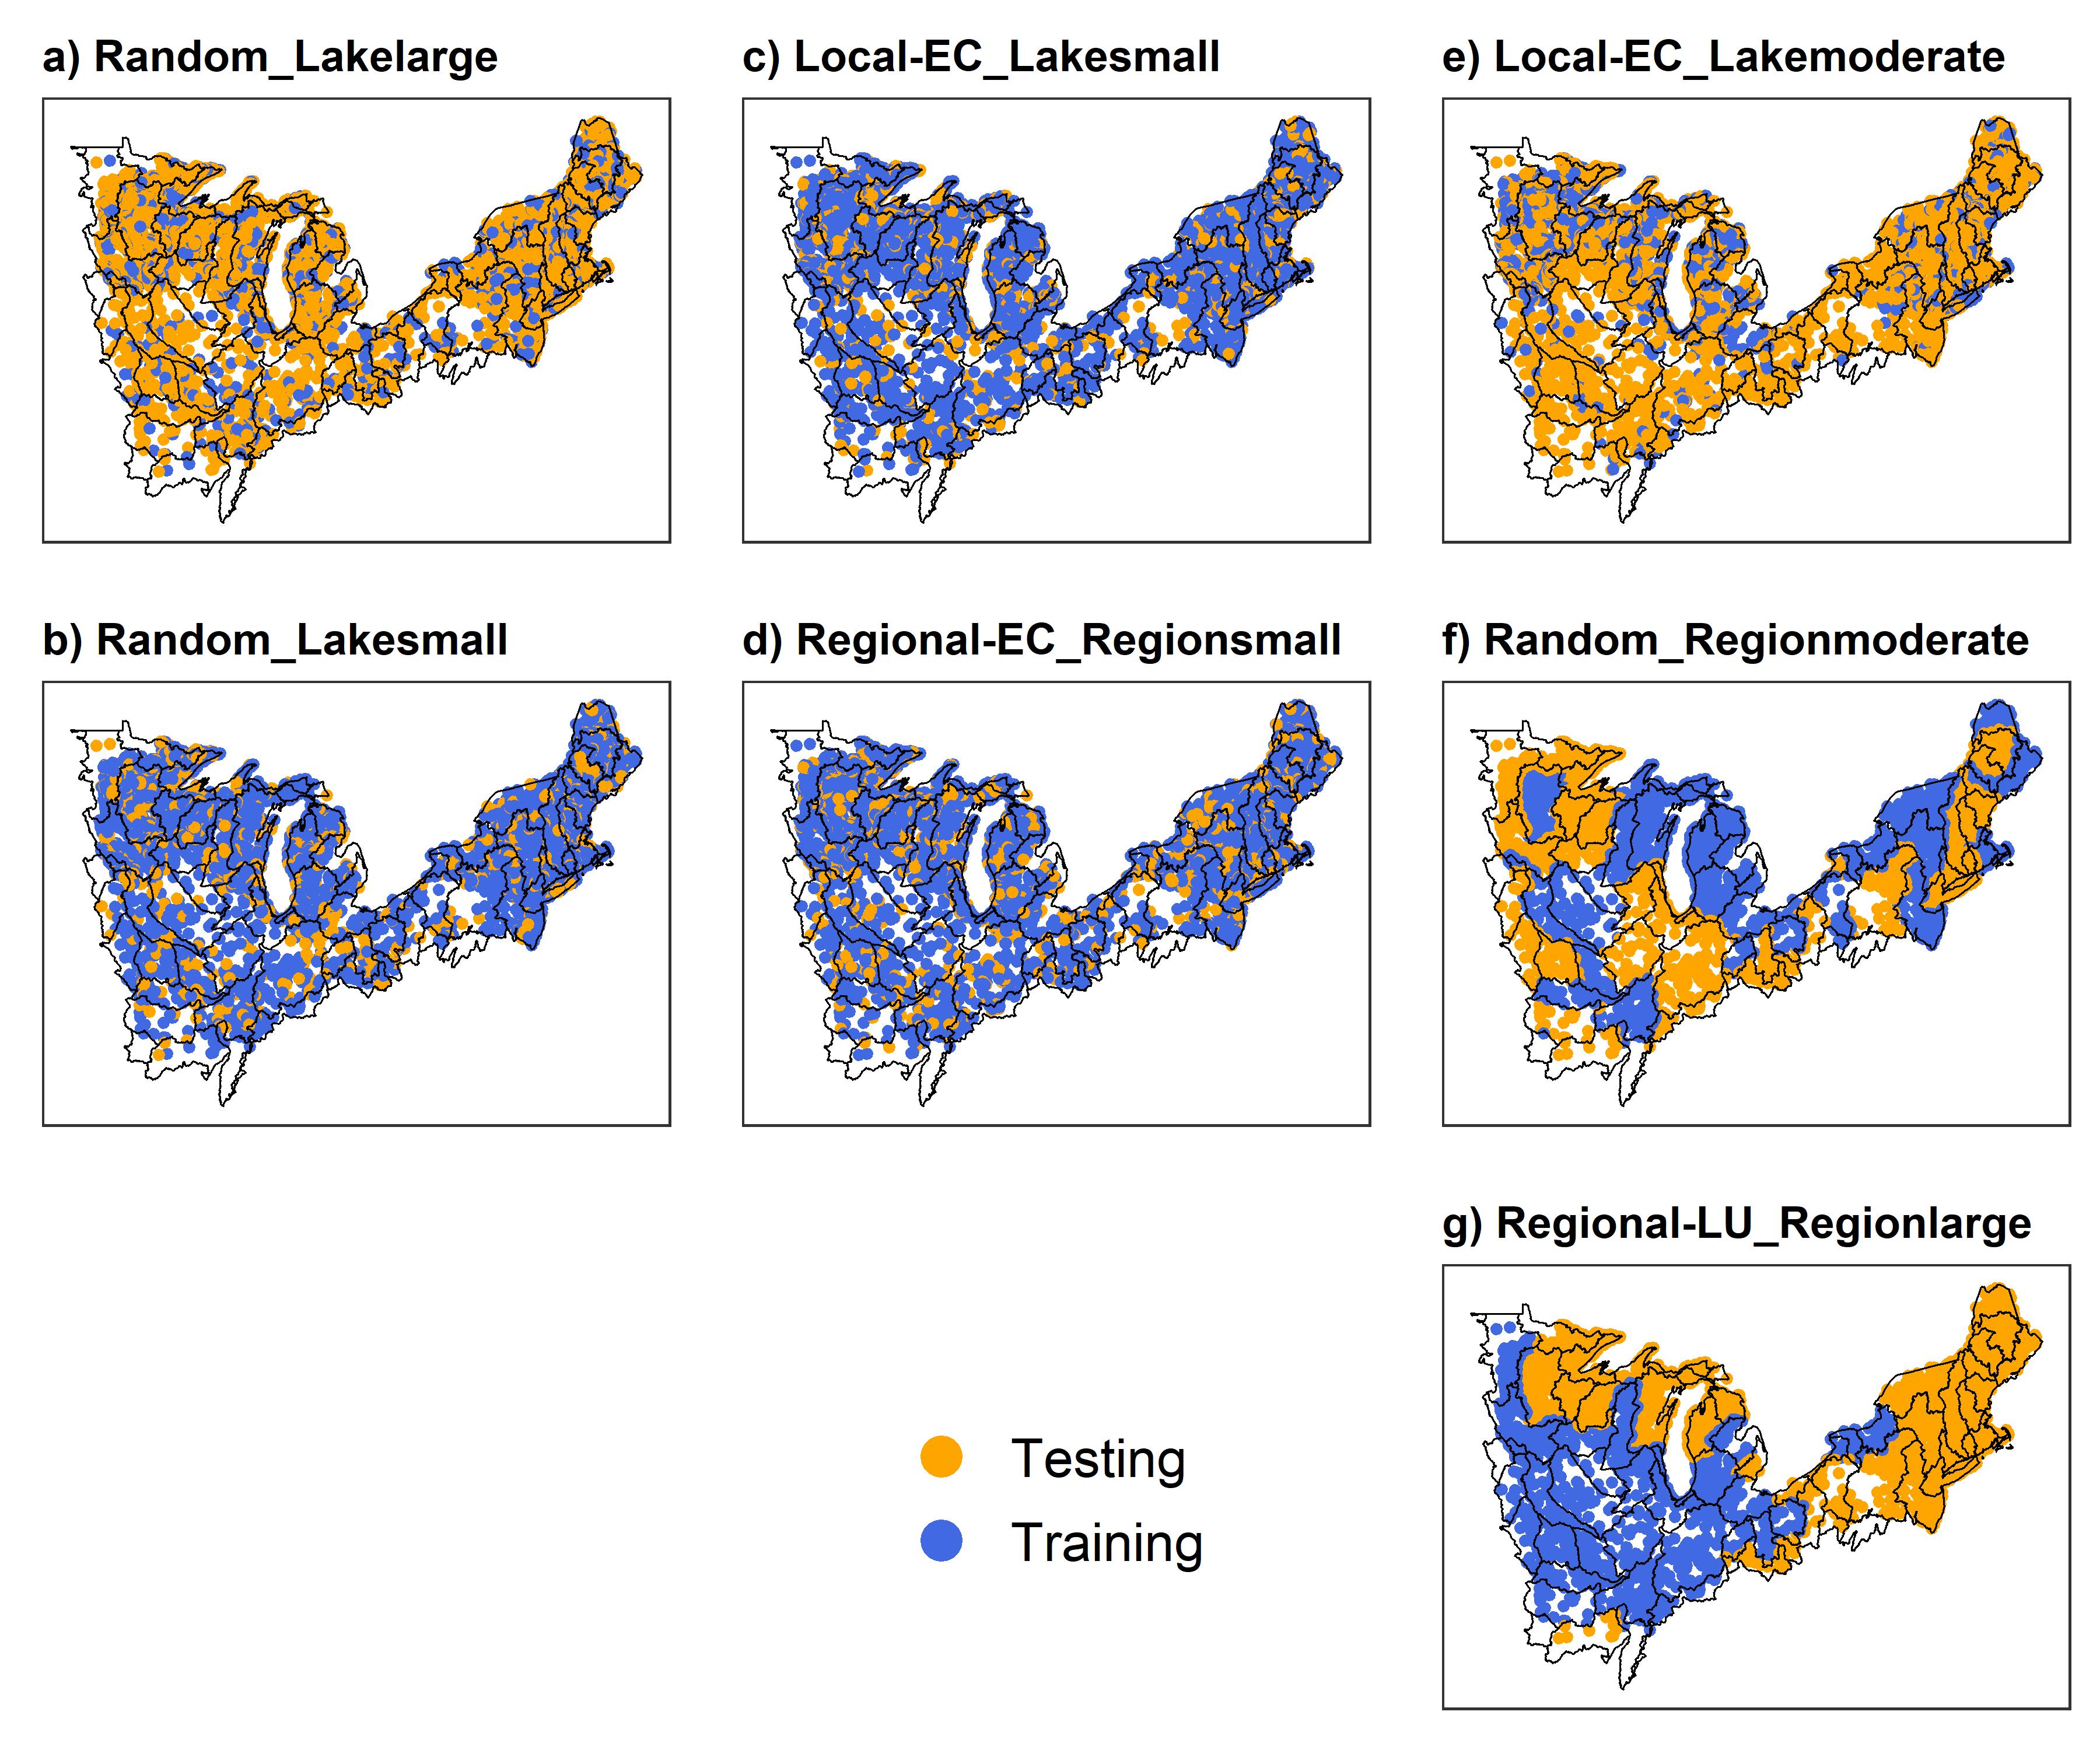 a) Random_Lakelarge
c) Local-EC_Lakesmall
e) Local-EC_Lakemoderate
b) Random_Lakesmall
d) Regional-EC_Regionsmall
f) Random_Regionmoderate
g) Regional-LU_Regionlarge
Testing
Training